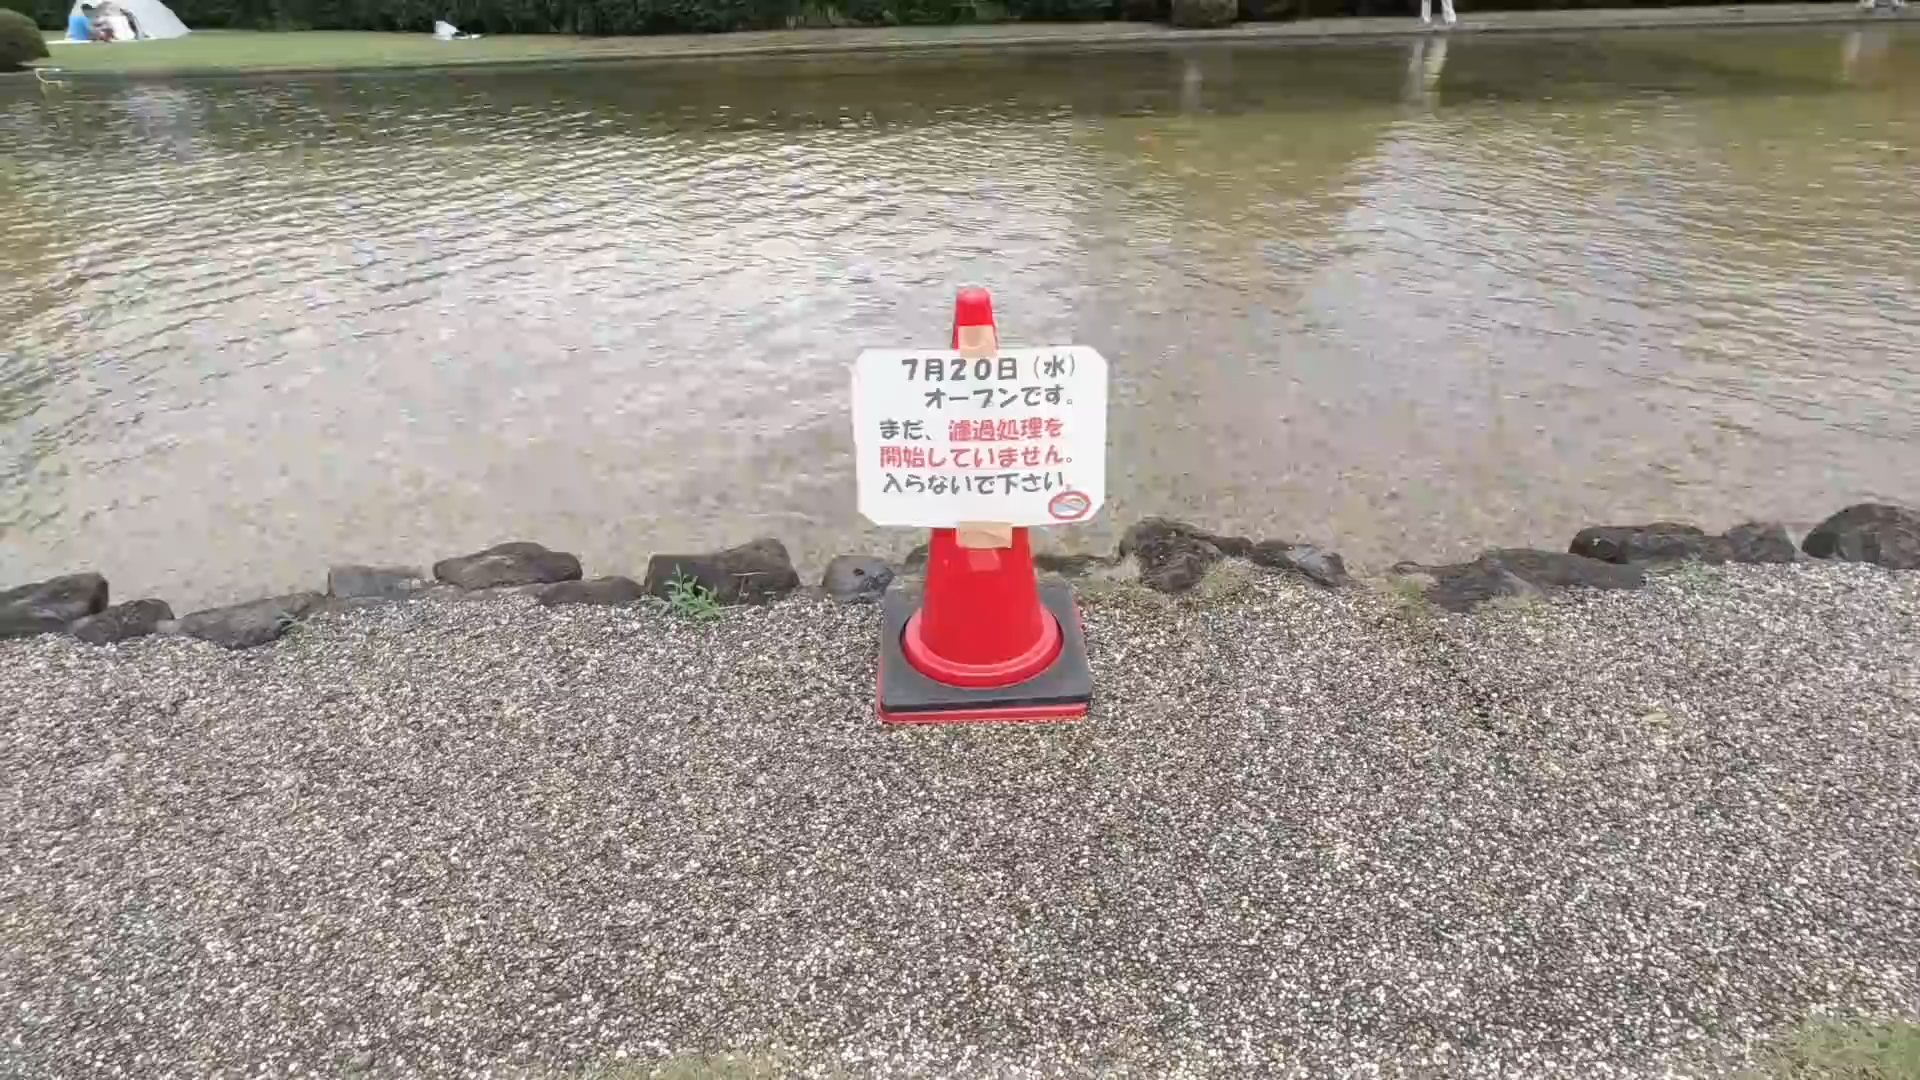 7月20日（水）
オープンです。
まだ、濾過処理を
開始していません。
入らないで下さい。